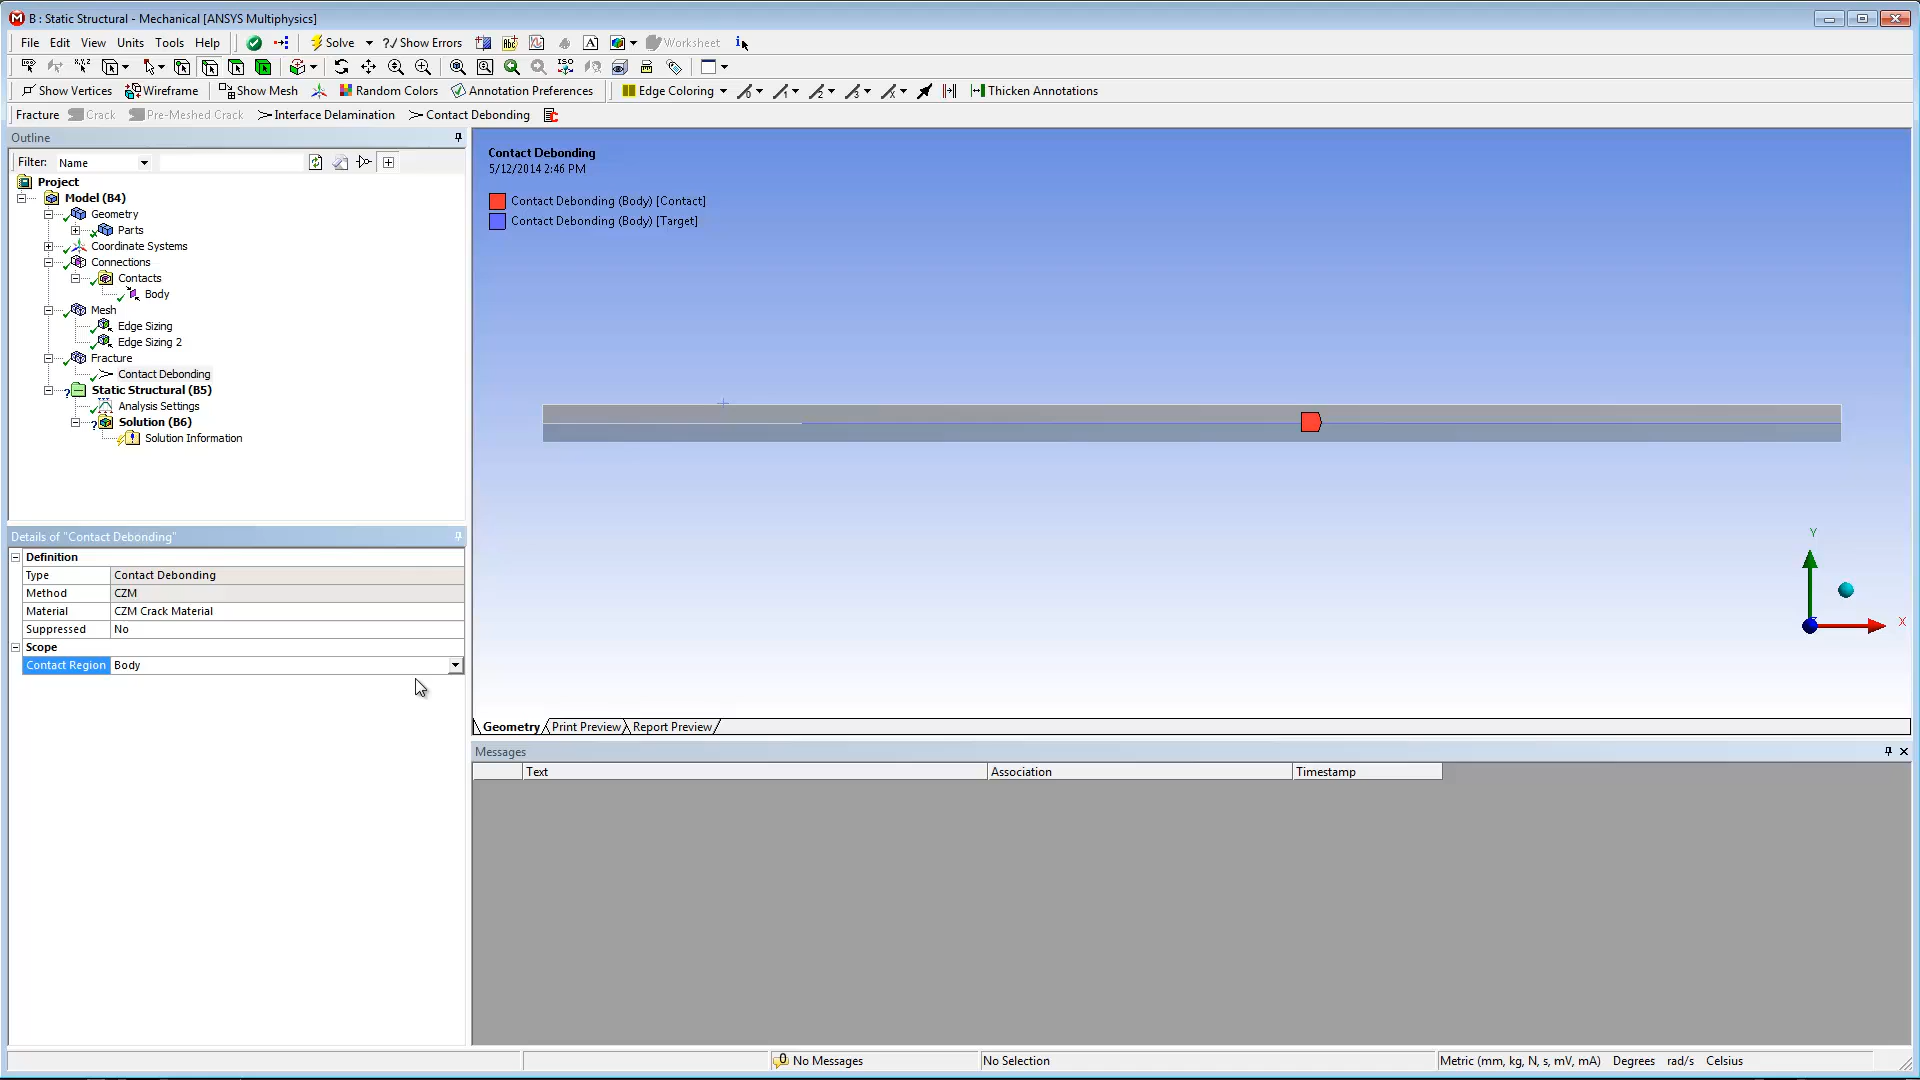 B : Static Structural - Mechanical [ANSYS Multiphysics]
File Edit View Units Tools Help Solve ?/ Show Errors Worksheet
Show Vertices Wireframe Show Mesh Random Colors Annotation Preferences Edge Coloring Thicken Annotations
Fracture Crack Pre-Meshed Crack Interface Delamination Contact Debonding
Outline
Filter: Name
Project
Model (B4)
Geometry
Parts
Coordinate Systems
Connections
Contacts
Body
Mesh
Edge Sizing
Edge Sizing 2
Fracture
Contact Debonding
Static Structural (B5)
Analysis Settings
Solution (B6)
Solution Information
Details of "Contact Debonding"
Definition
Type Contact Debonding
Method CZM
Material CZM Crack Material
Suppressed No
Scope
Contact Region Body
Contact Debonding
5/12/2014 2:46 PM
Contact Debonding (Body) [Contact]
Contact Debonding (Body) [Target]
Y
X
Geometry Print Preview Report Preview
Messages
Text Association Timestamp
No Messages No Selection Metric (mm, kg, N, s, mV, mA) Degrees rad/s Celsius